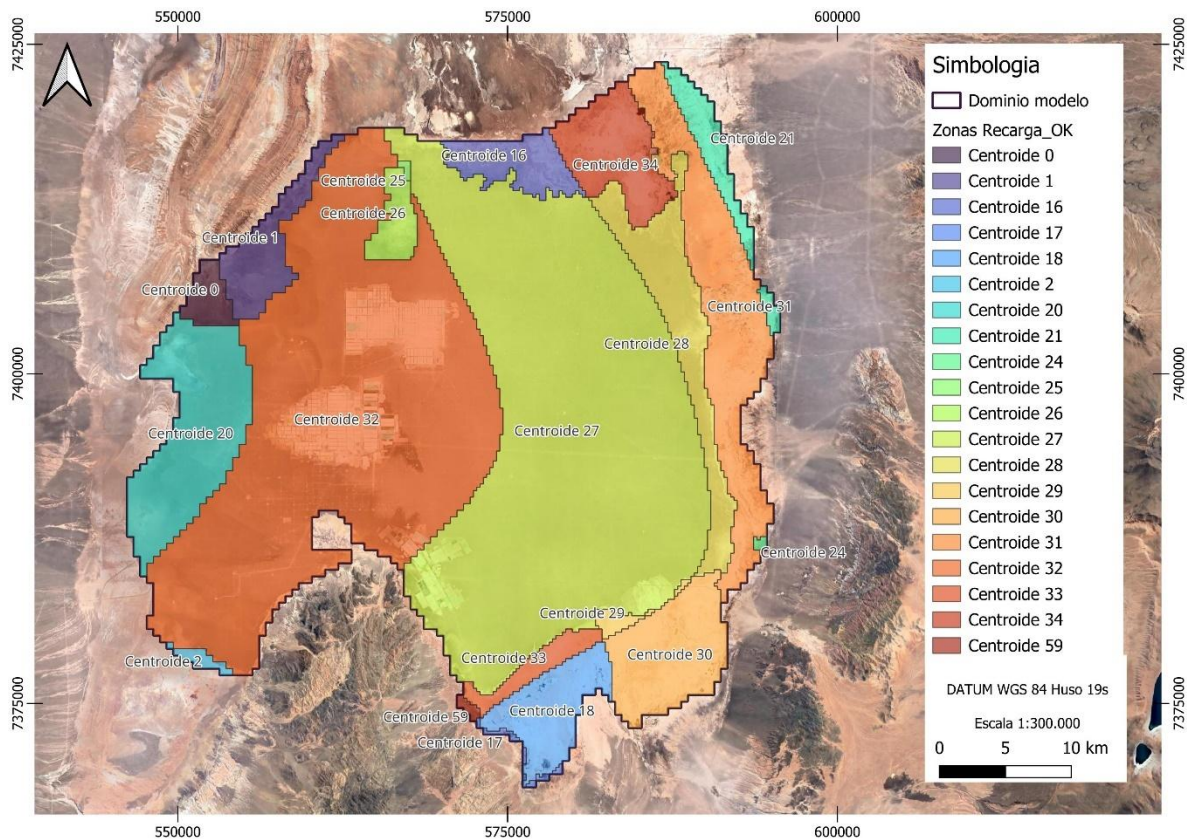 550000
575000
600000
7425000
7425000
Simbologia
Dominio modelo
Zonas Recarga_OK
Centroide 0
Centroide 1
Centroide 16
Centroide 17
Centroide 18
Centroide 2
Centroide 20
Centroide 21
Centroide 24
Centroide 25
Centroide 26
Centroide 27
Centroide 28
Centroide 29
Centroide 30
Centroide 31
Centroide 32
Centroide 33
Centroide 34
Centroide 59
DATUM WGS 84 Huso 19s
Escala 1:300.000
0 5 10 km
Centroide 21
Centroide 16
Centroide 34
Centroide 25
Centroide 26
Centroide 1
Centroide 0
Centroide 31
Centroide 28
7400000
7400000
Centroide 32
Centroide 27
Centroide 20
Centroide 24
Centroide 29
Centroide 33
Centroide 30
Centroide 2
Centroide 18
Centroide 59
Centroide 17
7375000
7375000
550000
575000
600000